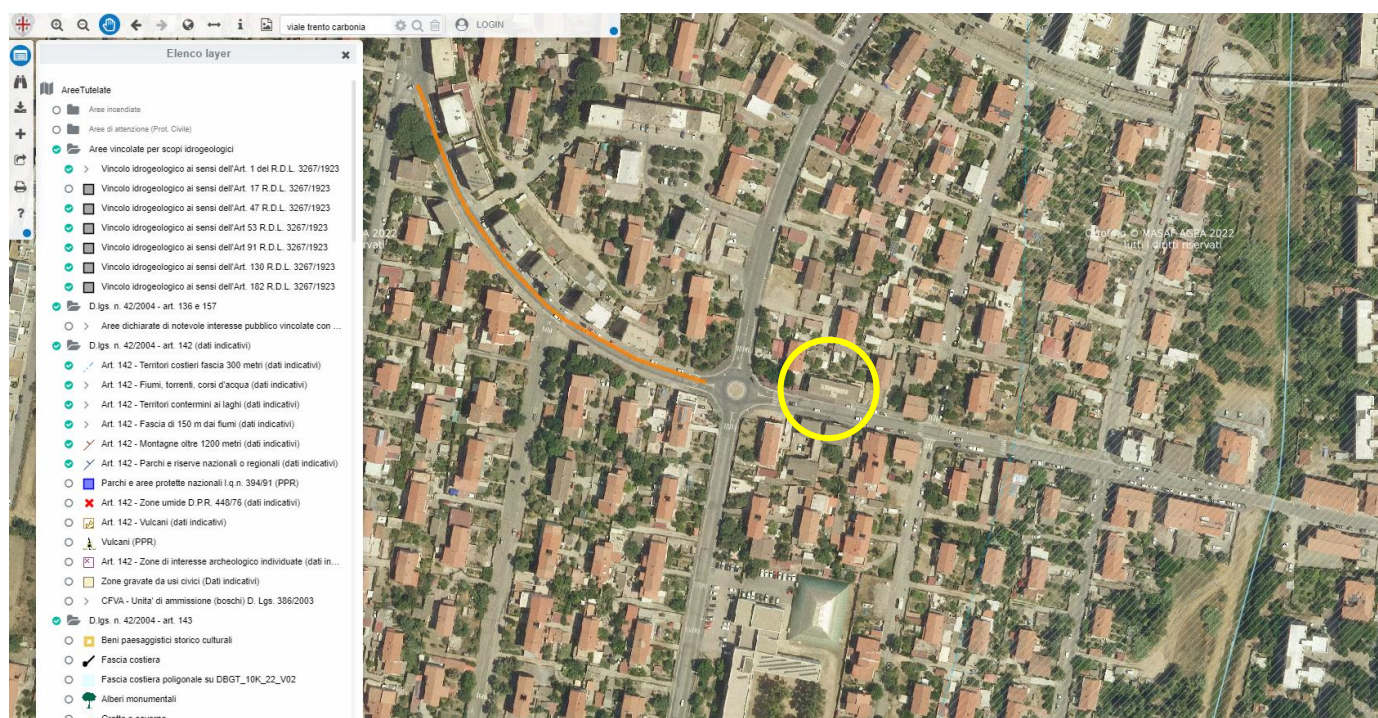 viale trento carbonia
LOGIN
Elenco layer
AreeTutelate
Aree incendiate
Aree di attenzione (Prot. Civile)
Aree vincolate per scopi idrogeologici
Vincolo idrogeologico ai sensi dell'Art. 1 del R.D.L. 3267/1923
Vincolo idrogeologico ai sensi dell'Art. 17 R.D.L. 3267/1923
Vincolo idrogeologico ai sensi dell'Art. 47 R.D.L. 3267/1923
Vincolo idrogeologico ai sensi dell'Art 53 R.D.L. 3267/1923
Vincolo idrogeologico ai sensi dell'Art 91 R.D.L. 3267/1923
Vincolo idrogeologico ai sensi dell'Art. 130 R.D.L. 3267/1923
Vincolo idrogeologico ai sensi dell'Art. 182 R.D.L. 3267/1923
D.lgs. n. 42/2004 - art. 136 e 157
Aree dichiarate di notevole interesse pubblico vincolate con ...
D.lgs. n. 42/2004 - art. 142 (dati indicativi)
Art. 142 - Territori costieri fascia 300 metri (dati indicativi)
Art. 142 - Fiumi, torrenti, corsi d'acqua (dati indicativi)
Art. 142 - Territori contermini ai laghi (dati indicativi)
Art. 142 - Fascia di 150 m dai fiumi (dati indicativi)
Art. 142 - Montagne oltre 1200 metri (dati indicativi)
Art. 142 - Parchi e riserve nazionali o regionali (dati indicativi)
Parchi e aree protette nazionali l.q.n. 394/91 (PPR)
Art. 142 - Zone umide D.P.R. 448/76 (dati indicativi)
Art. 142 - Vulcani (dati indicativi)
Vulcani (PPR)
Art. 142 - Zone di interesse archeologico individuate (dati in...
Zone gravate da usi civici (Dati indicativi)
CFVA - Unita' di ammissione (boschi) D. Lgs. 386/2003
D.lgs. n. 42/2004 - art. 143
Beni paesaggistici storico culturali
Fascia costiera
Fascia costiera poligonale su DBGT_10K_22_V02
Alberi monumentali
A 2022
rvati
Ortofoto © MASAF-AGEA 2022
Tutti i diritti riservati